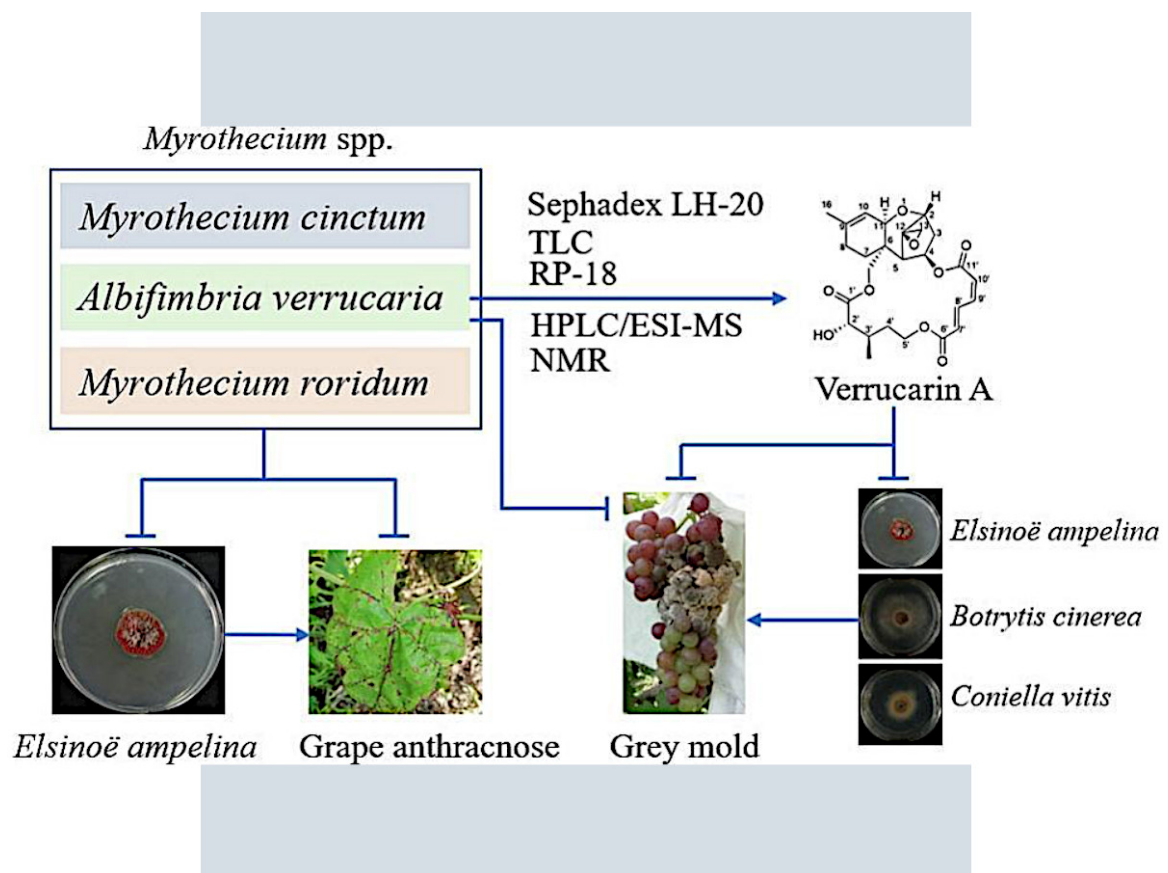 Myrothecium spp.
Myrothecium cinctum
Albifimbria verrucaria
Myrothecium roridum
Sephadex LH-20
TLC
RP-18
HPLC/ESI-MS
NMR
16
10
H
O
1
2
H
9
11
12
13
3
O
8
7
6
5
4
O
O
11'
10'
O
1'
O
8'
9'
HO
2'
3'
4'
5'
O
6'
7'
O
Verrucarin A
Elsinoë ampelina
Botrytis cinerea
Coniella vitis
Elsinoë ampelina
Grape anthracnose
Grey mold